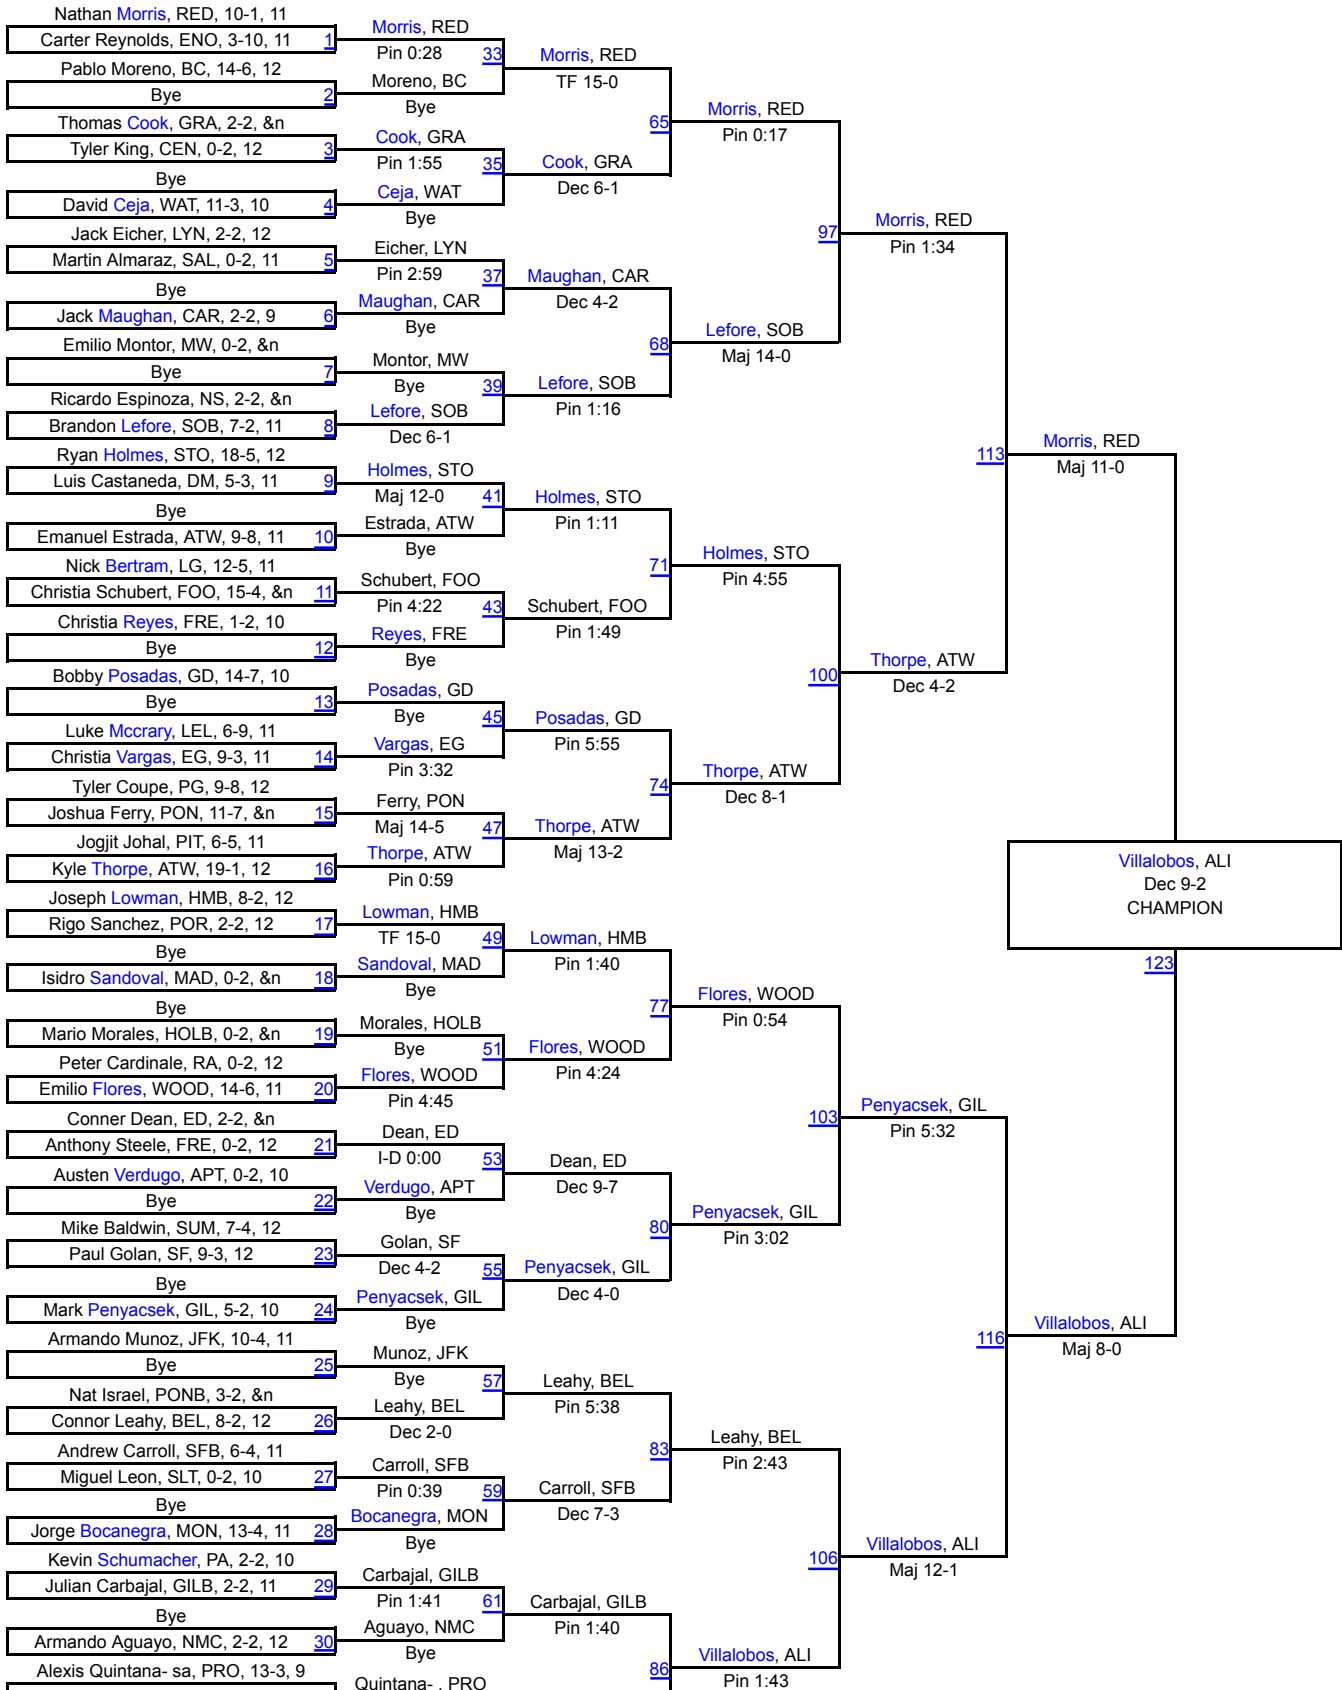 Nathan Morris, RED, 10-1, 11
Carter Reynolds, ENO, 3-10, 11 1
Pablo Moreno, BC, 14-6, 12
Bye 2
Thomas Cook, GRA, 2-2, &n
Tyler King, CEN, 0-2, 12 3
Bye
David Ceja, WAT, 11-3, 10 4
Jack Eicher, LYN, 2-2, 12
Martin Almaraz, SAL, 0-2, 11 5
Bye
Jack Maughan, CAR, 2-2, 9 6
Emilio Montor, MW, 0-2, &n
Bye 7
Ricardo Espinoza, NS, 2-2, &n
Brandon Lefore, SOB, 7-2, 11 8
Ryan Holmes, STO, 18-5, 12
Luis Castaneda, DM, 5-3, 11 9
Bye
Emanuel Estrada, ATW, 9-8, 11 10
Nick Bertram, LG, 12-5, 11
Christia Schubert, FOO, 15-4, &n 11
Christia Reyes, FRE, 1-2, 10
Bye 12
Bobby Posadas, GD, 14-7, 10
Bye 13
Luke Mccrary, LEL, 6-9, 11
Christia Vargas, EG, 9-3, 11 14
Tyler Coupe, PG, 9-8, 12
Joshua Ferry, PON, 11-7, &n 15
Jogjit Johal, PIT, 6-5, 11
Kyle Thorpe, ATW, 19-1, 12 16
Joseph Lowman, HMB, 8-2, 12
Rigo Sanchez, POR, 2-2, 12 17
Bye
Isidro Sandoval, MAD, 0-2, &n 18
Bye
Mario Morales, HOLB, 0-2, &n 19
Peter Cardinale, RA, 0-2, 12
Emilio Flores, WOOD, 14-6, 11 20
Conner Dean, ED, 2-2, &n
Anthony Steele, FRE, 0-2, 12 21
Austen Verdugo, APT, 0-2, 10
Bye 22
Mike Baldwin, SUM, 7-4, 12
Paul Golan, SF, 9-3, 12 23
Bye
Mark Penyacsek, GIL, 5-2, 10 24
Armando Munoz, JFK, 10-4, 11
Bye 25
Nat Israel, PONB, 3-2, &n
Connor Leahy, BEL, 8-2, 12 26
Andrew Carroll, SFB, 6-4, 11
Miguel Leon, SLT, 0-2, 10 27
Bye
Jorge Bocanegra, MON, 13-4, 11 28
Kevin Schumacher, PA, 2-2, 10
Julian Carbajal, GILB, 2-2, 11 29
Bye
Armando Aguayo, NMC, 2-2, 12 30
Alexis Quintana- sa, PRO, 13-3, 9
Morris, RED
Pin 0:28 33
Moreno, BC
Bye
Cook, GRA
Pin 1:55 35
Ceja, WAT
Bye
Eicher, LYN
Pin 2:59 37
Maughan, CAR
Bye
Montor, MW
Bye 39
Lefore, SOB
Dec 6-1
Holmes, STO
Maj 12-0 41
Estrada, ATW
Bye
Schubert, FOO
Pin 4:22 43
Reyes, FRE
Bye
Posadas, GD
Bye 45
Vargas, EG
Pin 3:32
Ferry, PON
Maj 14-5 47
Thorpe, ATW
Pin 0:59
Lowman, HMB
TF 15-0 49
Sandoval, MAD
Bye
Morales, HOLB
Bye 51
Flores, WOOD
Pin 4:45
Dean, ED
I-D 0:00 53
Verdugo, APT
Bye
Golan, SF
Dec 4-2 55
Penyacsek, GIL
Bye
Munoz, JFK
Bye 57
Leahy, BEL
Dec 2-0
Carroll, SFB
Pin 0:39 59
Bocanegra, MON
Bye
Carbajal, GILB
Pin 1:41 61
Aguayo, NMC
Bye
Quintana- , PRO
Morris, RED
TF 15-0
65
Cook, GRA
Dec 6-1
Maughan, CAR
Dec 4-2
68
Lefore, SOB
Pin 1:16
Holmes, STO
Pin 1:11
71
Schubert, FOO
Pin 1:49
Posadas, GD
Pin 5:55
74
Thorpe, ATW
Maj 13-2
Lowman, HMB
Pin 1:40
77
Flores, WOOD
Pin 4:24
Dean, ED
Dec 9-7
80
Penyacsek, GIL
Dec 4-0
Leahy, BEL
Pin 5:38
83
Carroll, SFB
Dec 7-3
Carbajal, GILB
Pin 1:40
86
Morris, RED
Pin 0:17
97
Lefore, SOB
Maj 14-0
Holmes, STO
Pin 4:55
100
Thorpe, ATW
Dec 8-1
Flores, WOOD
Pin 0:54
103
Penyacsek, GIL
Pin 3:02
Leahy, BEL
Pin 2:43
106
Villalobos, ALI
Pin 1:43
Morris, RED
Pin 1:34
113
Thorpe, ATW
Dec 4-2
Penyacsek, GIL
Pin 5:32
116
Villalobos, ALI
Maj 12-1
Morris, RED
Maj 11-0
Villalobos, ALI
Dec 9-2
CHAMPION
123
Villalobos, ALI
Maj 8-0